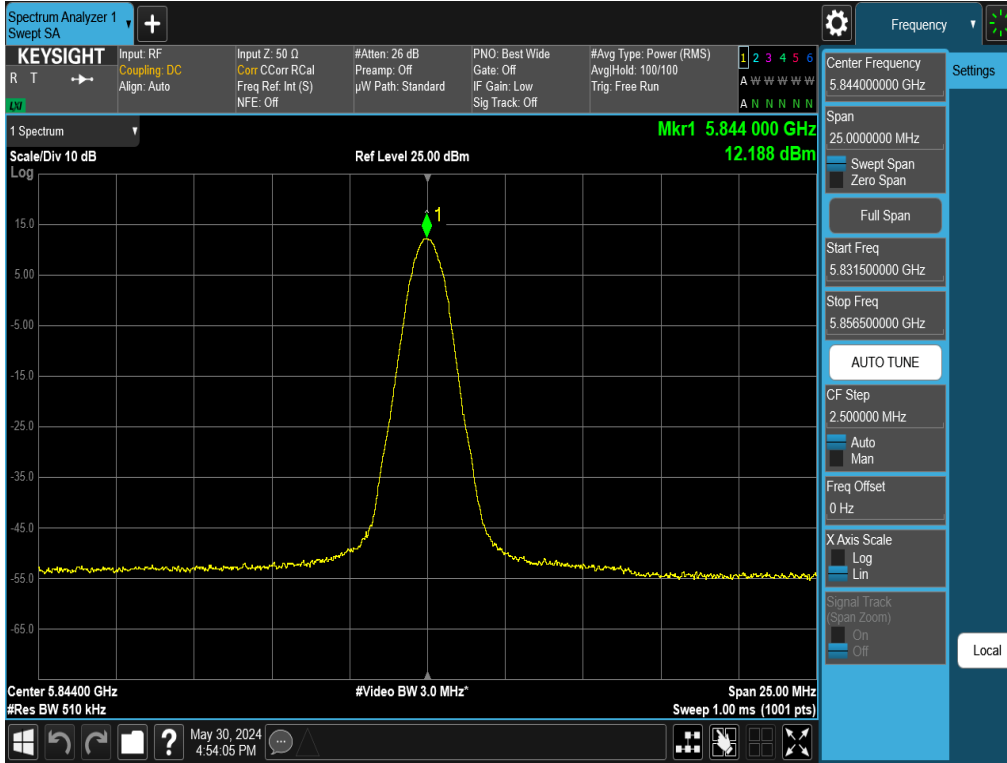 Spectrum Analyzer 1
Swept SA
+
Frequency
KEYSIGHT
R T
LXI
Input: RF
Coupling: DC
Align: Auto
Input Z: 50 Ω
Corr CCorr RCal
Freq Ref: Int (S)
NFE: Off
#Atten: 26 dB
Preamp: Off
µW Path: Standard
PNO: Best Wide
Gate: Off
IF Gain: Low
Sig Track: Off
#Avg Type: Power (RMS)
Avg|Hold: 100/100
Trig: Free Run
1 2 3 4 5 6
A W W W W W
A N N N N N
1 Spectrum
Scale/Div 10 dB
Log
Ref Level 25.00 dBm
Mkr1 5.844 000 GHz
12.188 dBm
1
15.0
5.00
-5.00
-15.0
-25.0
-35.0
-45.0
-55.0
-65.0
Center 5.84400 GHz
#Res BW 510 kHz
#Video BW 3.0 MHz*
Span 25.00 MHz
Sweep 1.00 ms (1001 pts)
Center Frequency
5.844000000 GHz
Span
25.0000000 MHz
Swept Span
Zero Span
Full Span
Start Freq
5.831500000 GHz
Stop Freq
5.856500000 GHz
AUTO TUNE
CF Step
2.500000 MHz
Auto
Man
Freq Offset
0 Hz
X Axis Scale
Log
Lin
Signal Track
(Span Zoom)
On
Off
Settings
Local
?
May 30, 2024
4:54:05 PM